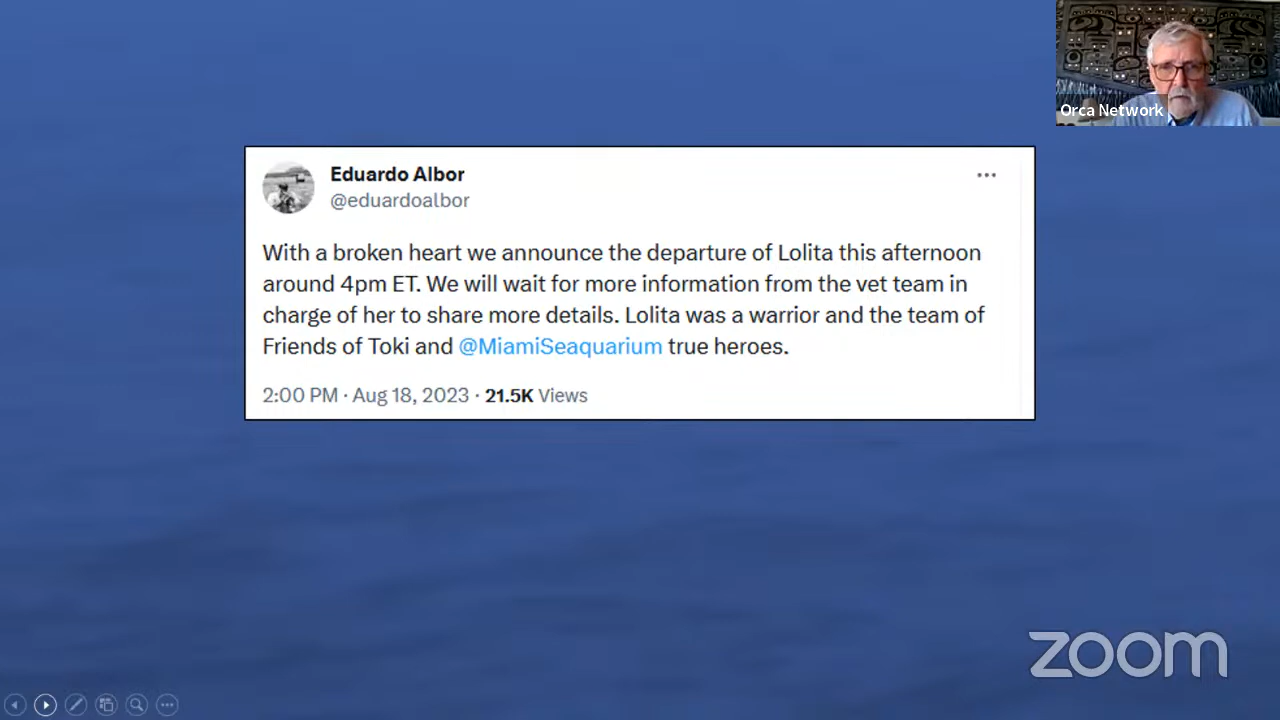 Orca Network
Eduardo Albor
@eduardoalbor
With a broken heart we announce the departure of Lolita this afternoon
around 4pm ET. We will wait for more information from the vet team in
charge of her to share more details. Lolita was a warrior and the team of
Friends of Toki and @MiamiSeaquarium true heroes.
2:00 PM · Aug 18, 2023 · 21.5K Views
zoom